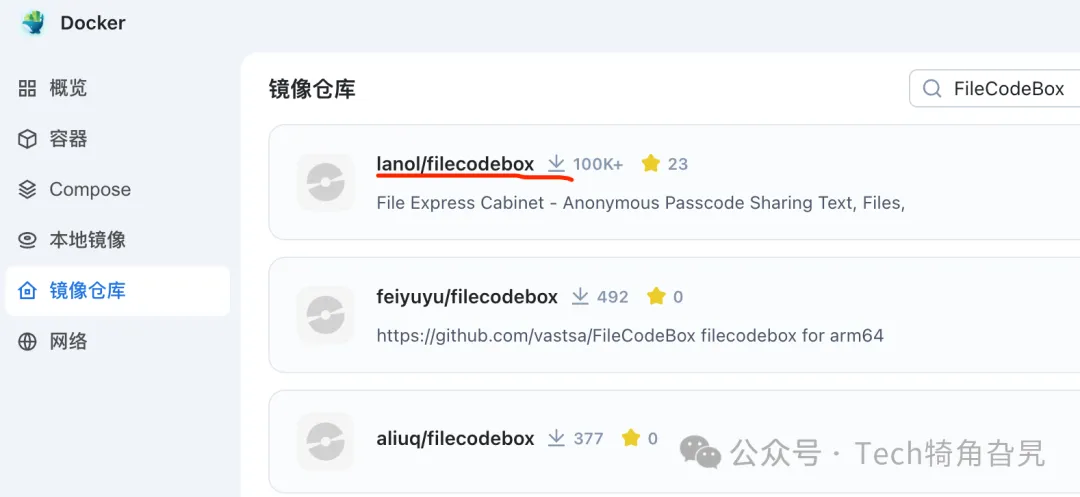 Docker
概览
容器
Compose
本地镜像
镜像仓库
网络
镜像仓库
FileCodeBox
lanol/filecodebox 100K+ 23
File Express Cabinet - Anonymous Passcode Sharing Text, Files,
feiyuyu/filecodebox 492 0
https://github.com/vastsa/FileCodeBox filecodebox for arm64
aliuq/filecodebox 377 0
公众号 · Tech犄角旮旯